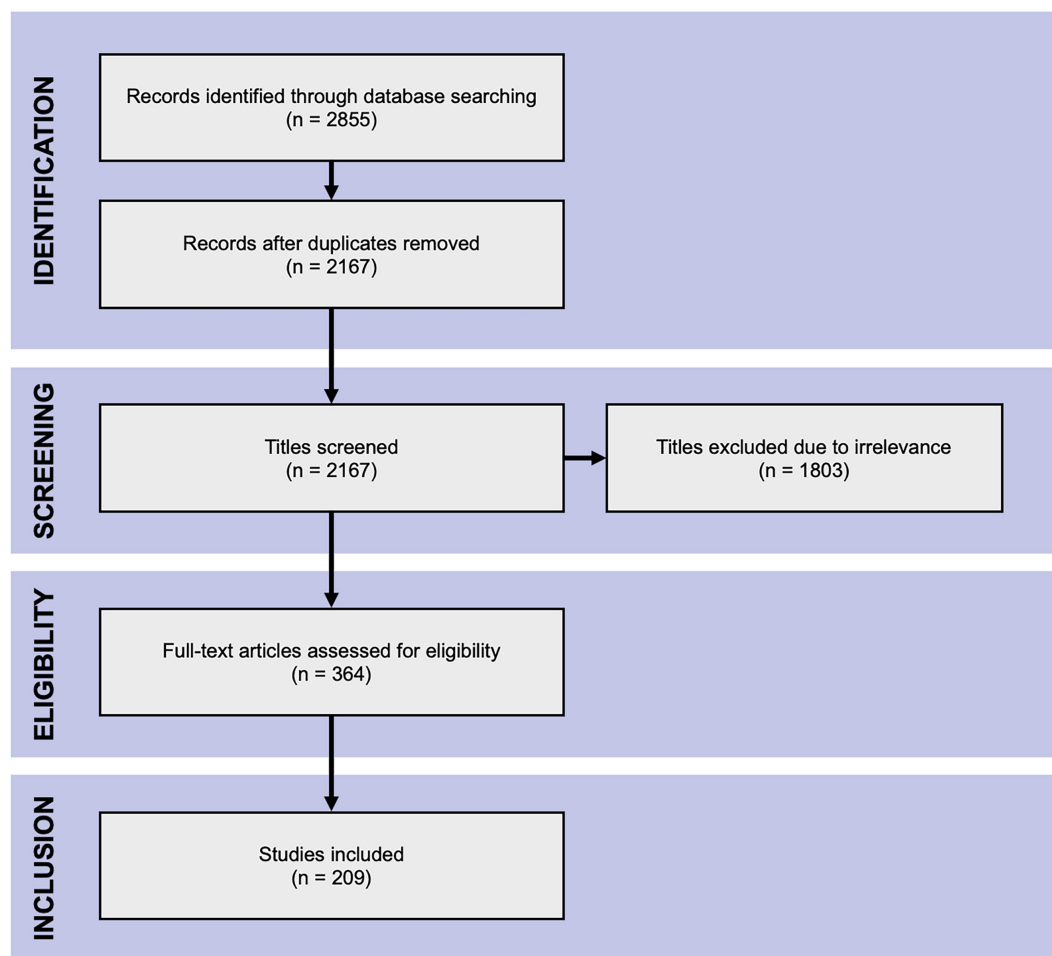 IDENTIFICATION
Records identified through database searching
(n = 2855)
Records after duplicates removed
(n = 2167)
SCREENING
Titles screened
(n = 2167)
Titles excluded due to irrelevance
(n = 1803)
ELIGIBILITY
Full-text articles assessed for eligibility
(n = 364)
INCLUSION
Studies included
(n = 209)